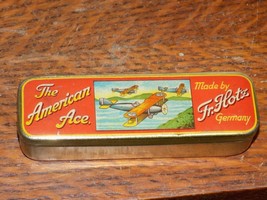 The
American
Ace.
Made by
Fr. Hotz
Germany